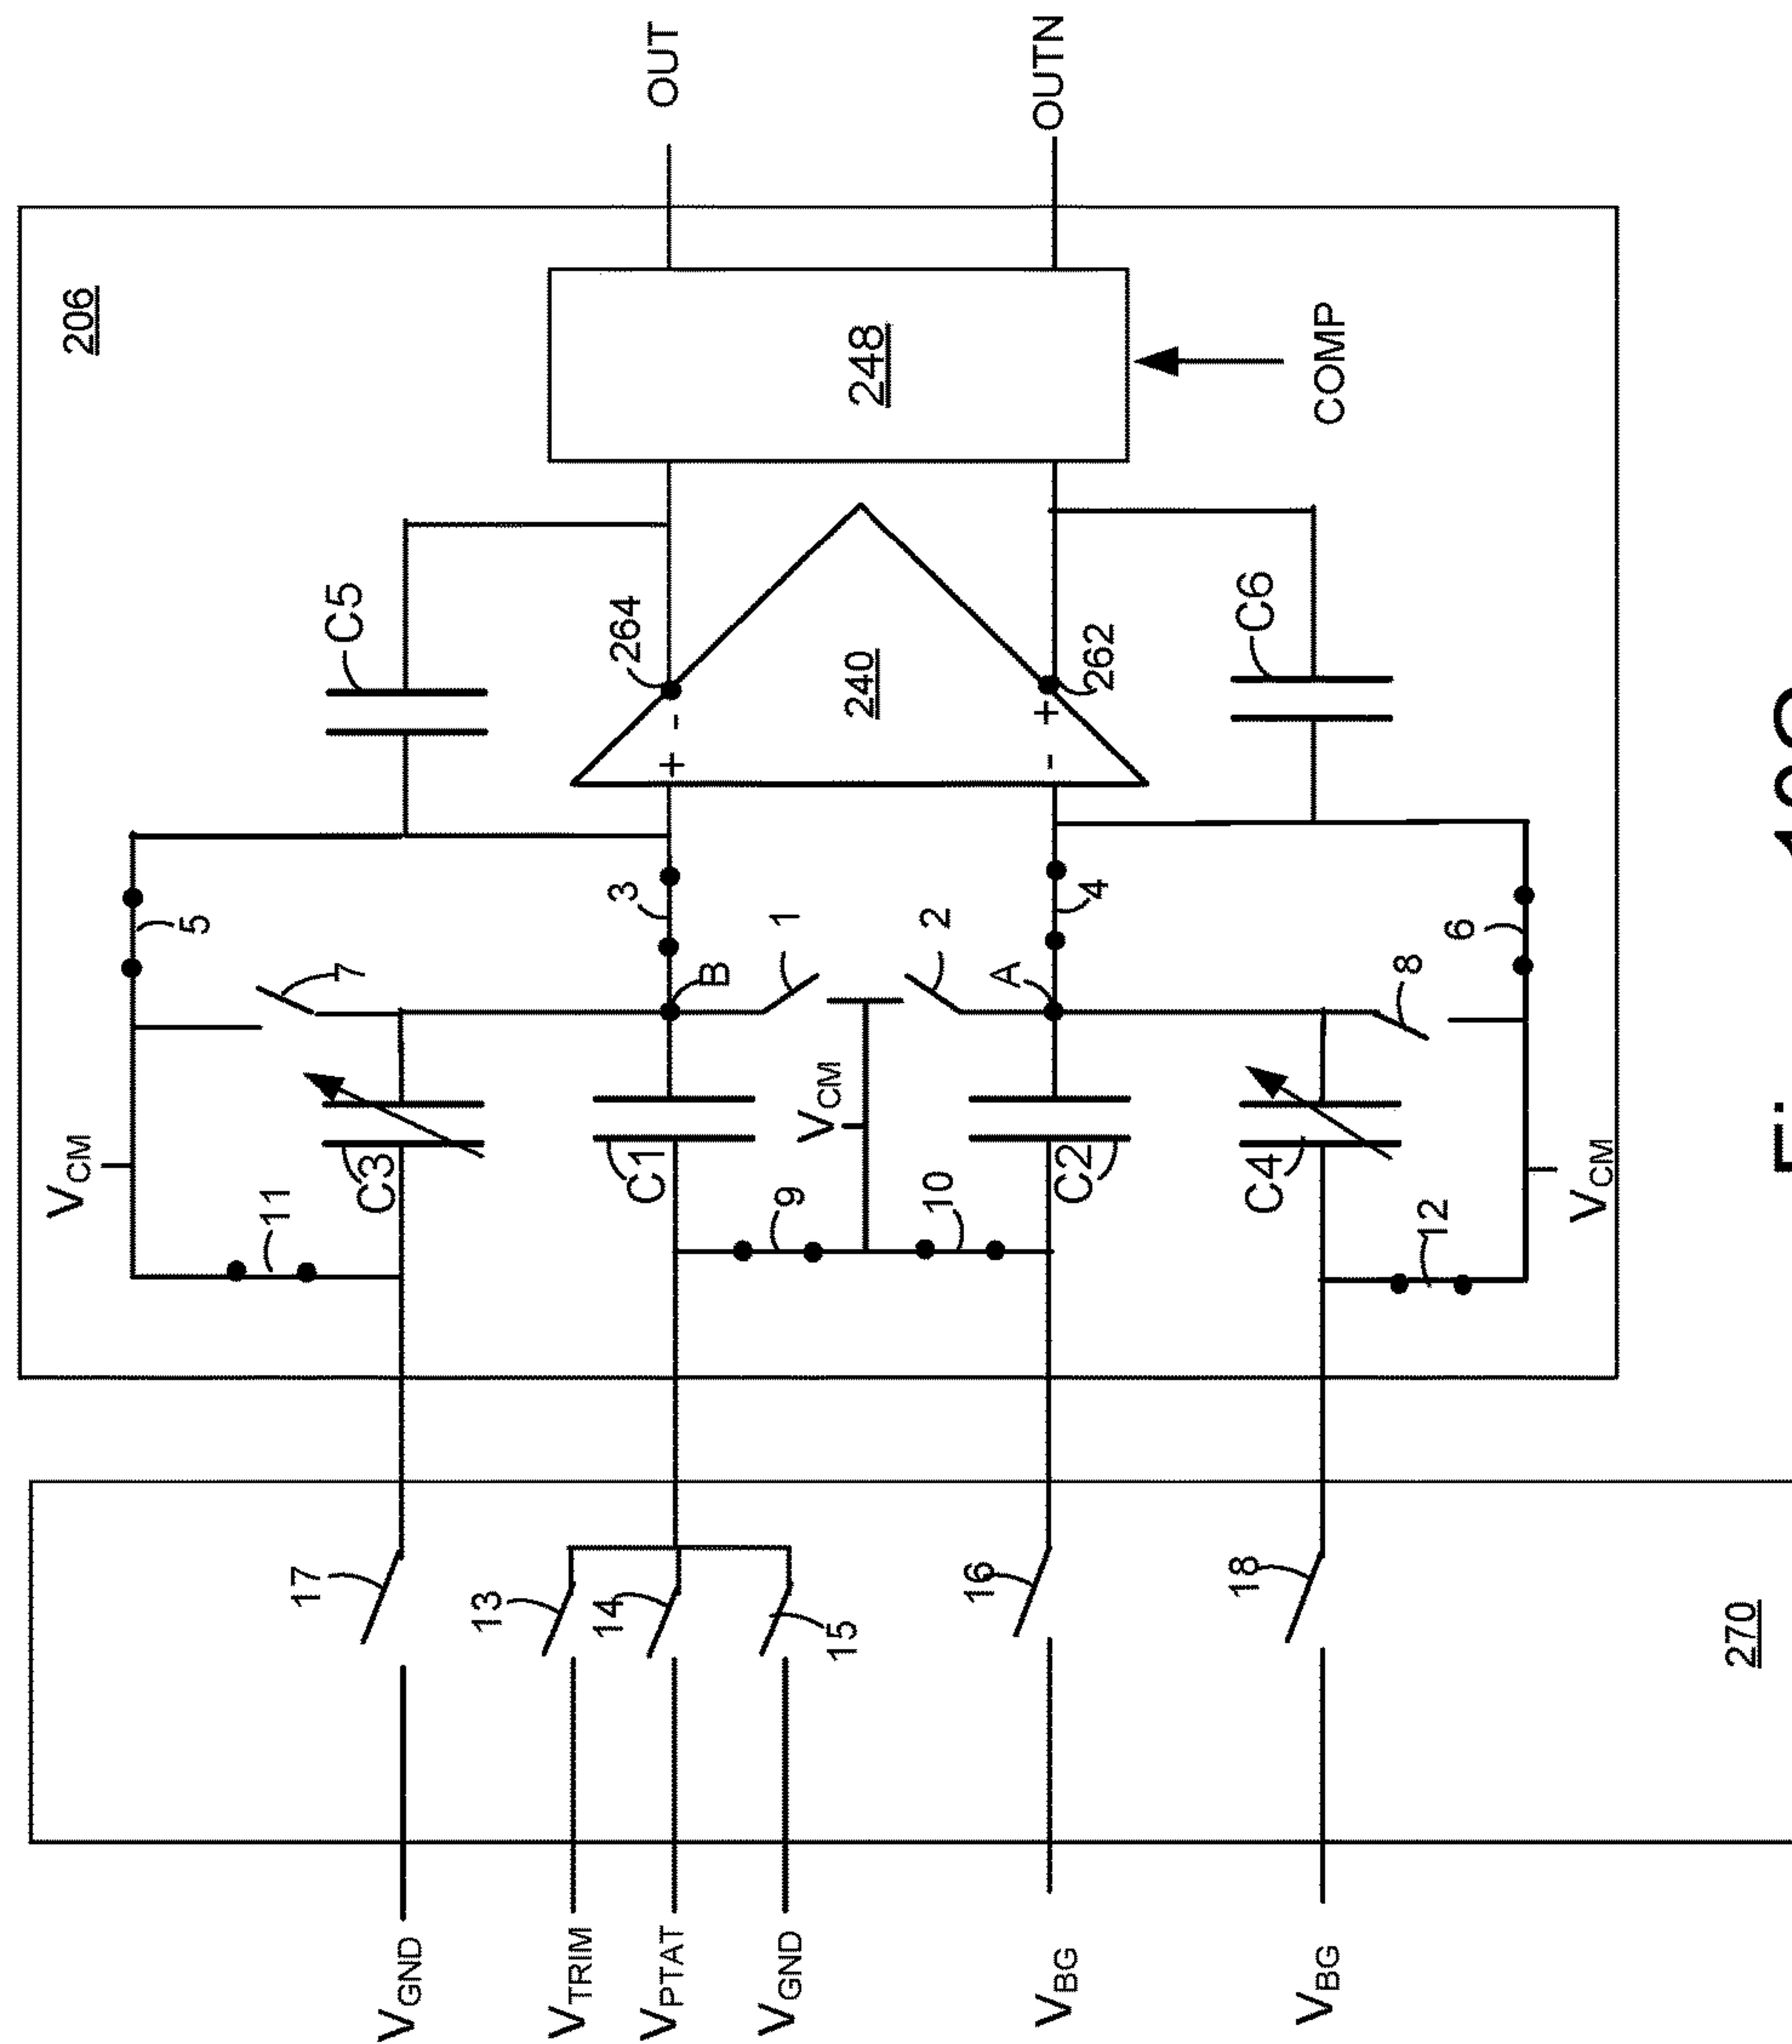 206
OUT
OUTN
248
COMP
C5
264
240
262
C6
5
3
4
6
7
B
1
2
A
8
VCM
C3
C1
VCM
C2
C4
VCM
11
9
10
12
17
13
14
15
16
18
270
VGND
VTRIM
VPTAT
VGND
VBG
VBG
+ -
- +